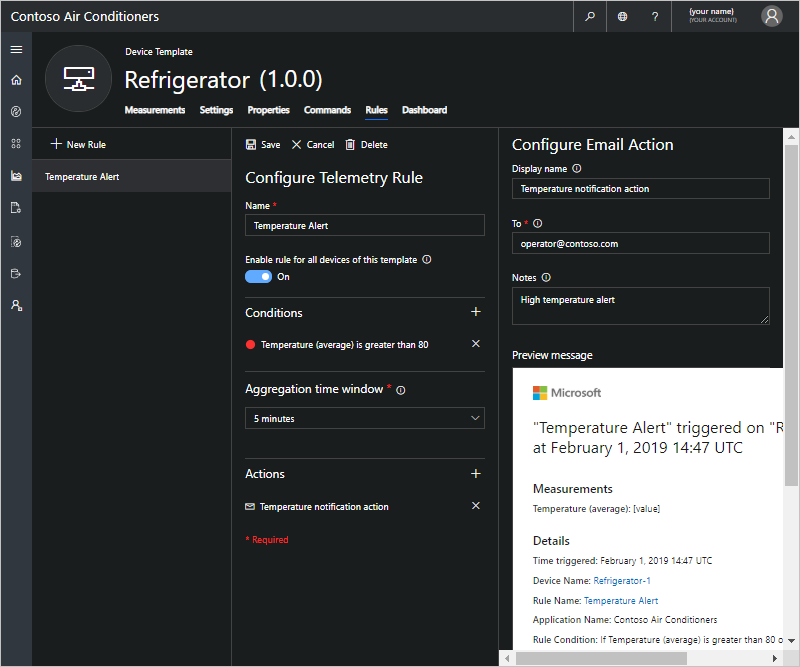 Contoso Air Conditioners
?
(your name)
(YOUR ACCOUNT)
Device Template
Refrigerator (1.0.0)
Measurements Settings Properties Commands Rules Dashboard
New Rule
Temperature Alert
Save Cancel Delete
Configure Telemetry Rule
Name *
Temperature Alert
Enable rule for all devices of this template
On
Conditions
Temperature (average) is greater than 80
Aggregation time window *
5 minutes
Actions
Temperature notification action
* Required
Configure Email Action
Display name
Temperature notification action
To *
operator@contoso.com
Notes
High temperature alert
Preview message
Microsoft
"Temperature Alert" triggered on "R
at February 1, 2019 14:47 UTC
Measurements
Temperature (average): [value]
Details
Time triggered: February 1, 2019 14:47 UTC
Device Name: Refrigerator-1
Rule Name: Temperature Alert
Application Name: Contoso Air Conditioners
Rule Condition: If Temperature (average) is greater than 80 o